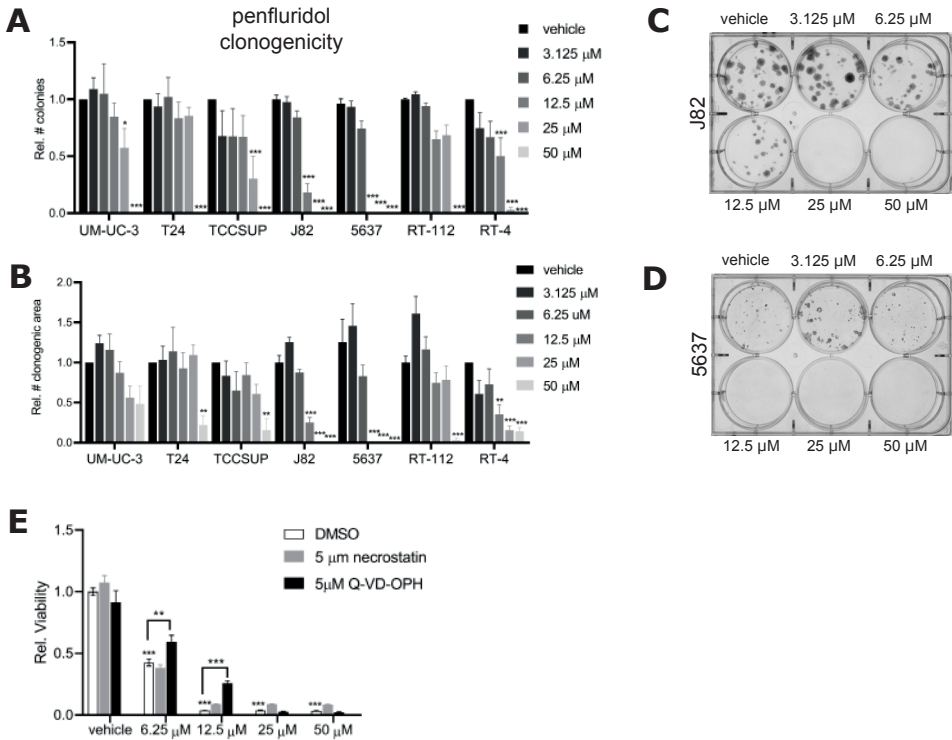 A
penfluridol
clonogenicity
Rel. # colonies
1.5
1.0
0.5
0.0
* *** *** *** *** *** *** *** *** *** *** *** *** *** ***
UM-UC-3 T24 TCCSUP J82 5637 RT-112 RT-4
vehicle
3.125 µM
6.25 µM
12.5 µM
25 µM
50 µM
B
Rel. # clonogenic area
2.0
1.5
1.0
0.5
0.0
** ** *** *** *** *** *** *** *** ** *** ***
UM-UC-3 T24 TCCSUP J82 5637 RT-112 RT-4
vehicle
3.125 µM
6.25 uM
12.5 µM
25 µM
50 µM
C
vehicle 3.125 µM 6.25 µM
J82
12.5 µM 25 µM 50 µM
D
vehicle 3.125 µM 6.25 µM
5637
12.5 µM 25 µM 50 µM
E
Rel. Viability
1.5
1.0
0.5
0.0
*** ** *** *** *** ***
vehicle 6.25 µM 12.5 µM 25 µM 50 µM
DMSO
5 µm necrostatin
5µM Q-VD-OPH